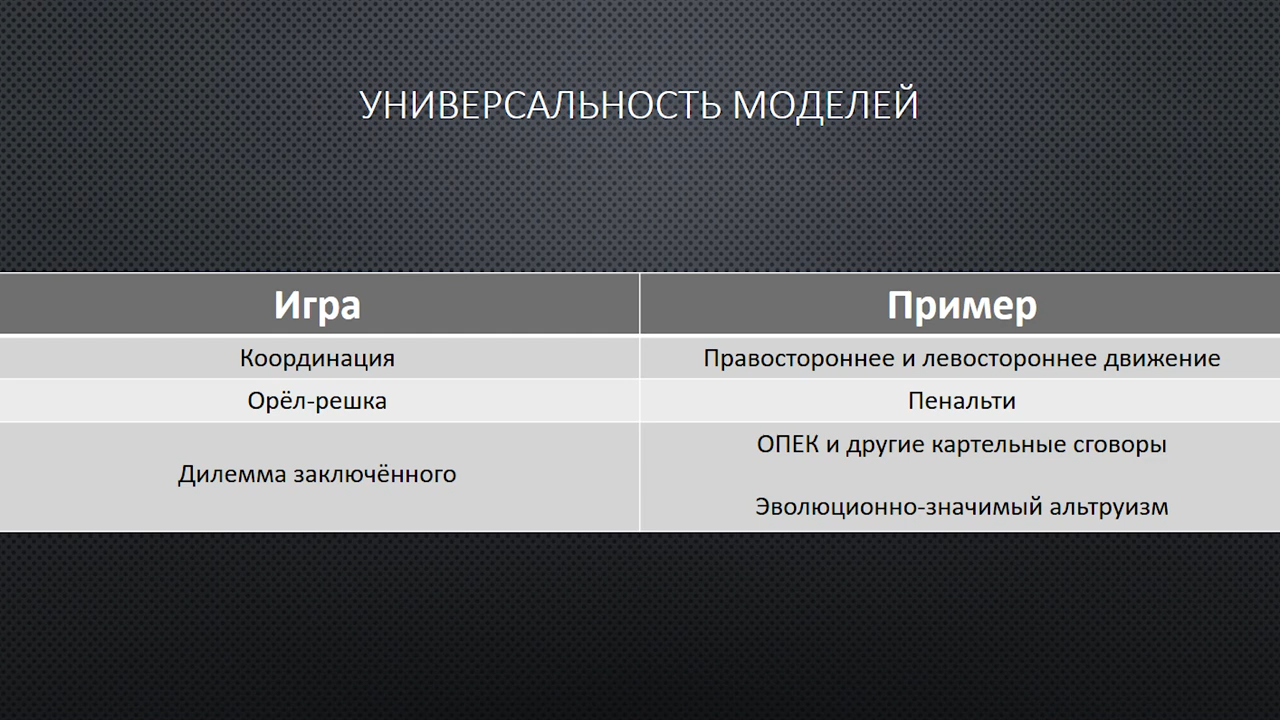 УНИВЕРСАЛЬНОСТЬ МОДЕЛЕЙ
Игра
Пример
Координация
Правостороннее и левостороннее движение
Орёл-решка
Пенальти
Дилемма заключённого
ОПЕК и другие картельные сговоры
Эволюционно-значимый альтруизм